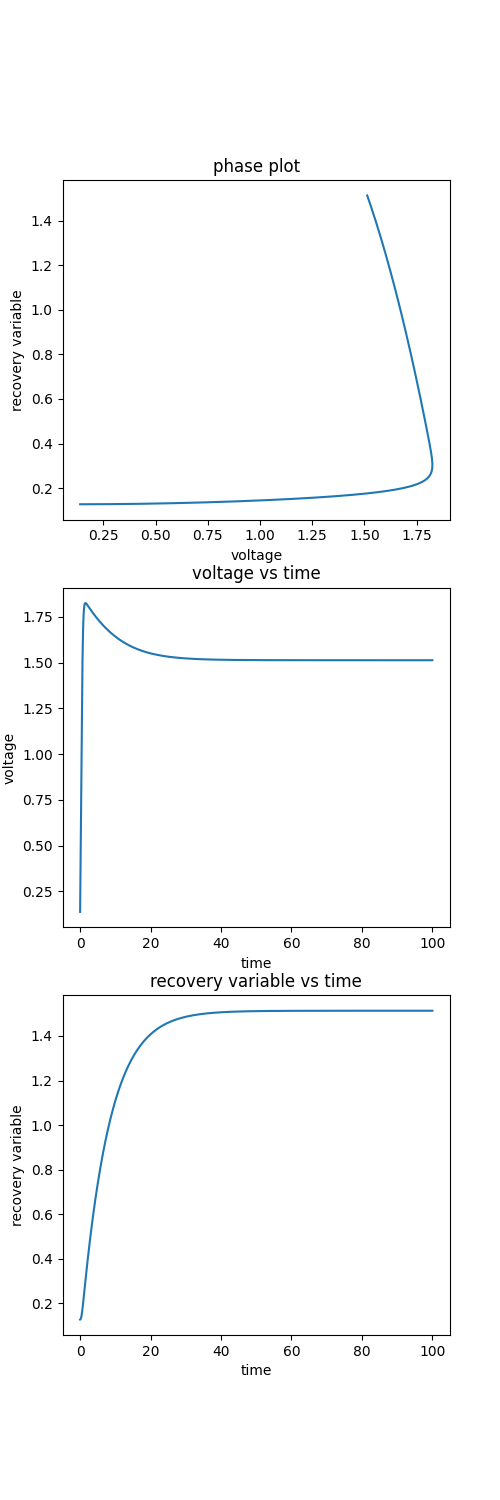 phase plot
1.4
1.2
1.0
0.8
0.6
0.4
0.2
recovery variable
0.25 0.50 0.75 1.00 1.25 1.50 1.75
voltage
voltage vs time
1.75
1.50
1.25
1.00
0.75
0.50
0.25
voltage
0 20 40 60 80 100
time
recovery variable vs time
1.4
1.2
1.0
0.8
0.6
0.4
0.2
recovery variable
0 20 40 60 80 100
time